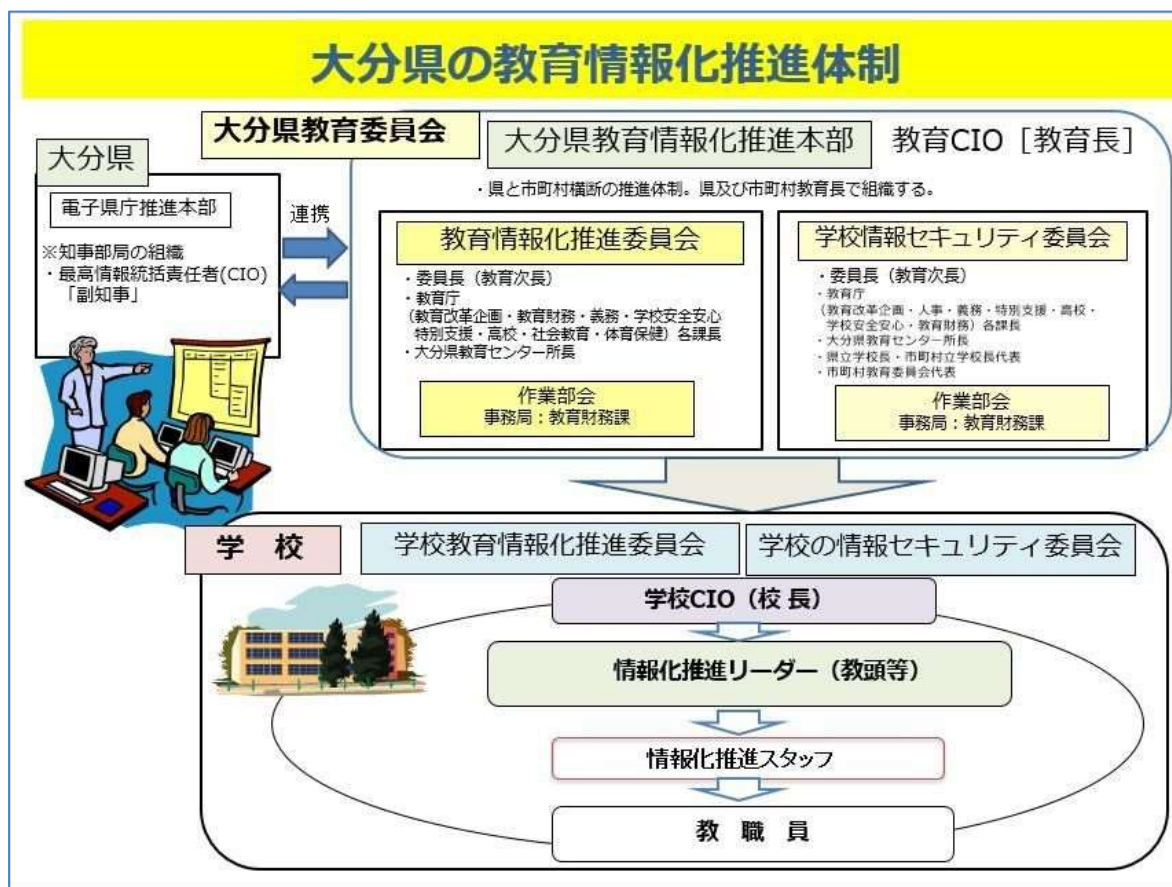 大分県の教育情報化推進体制
大分県教育委員会
大分県教育情報化推進本部
教育CIO［教育長］
・県と市町村横断の推進体制。県及び市町村教育長で組織する。
大分県
電子県庁推進本部
※知事部局の組織
・最高情報統括責任者(CIO)
「副知事」
連携
教育情報化推進委員会
・委員長（教育次長）
・教育庁
（教育改革企画・教育財務・義務・学校安全安心
特別支援・高校・社会教育・体育保健）各課長
・大分県教育センター所長
作業部会
事務局：教育財務課
学校情報セキュリティ委員会
・委員長（教育次長）
・教育庁
（教育改革企画・人事・義務・特別支援・高校・
学校安全安心・教育財務）各課長
・大分県教育センター所長
・県立学校長・市町村立学校長代表
・市町村教育委員会代表
作業部会
事務局：教育財務課
学　校
学校教育情報化推進委員会
学校の情報セキュリティ委員会
学校CIO（校 長）
情報化推進リーダー（教頭等）
情報化推進スタッフ
教　職　員